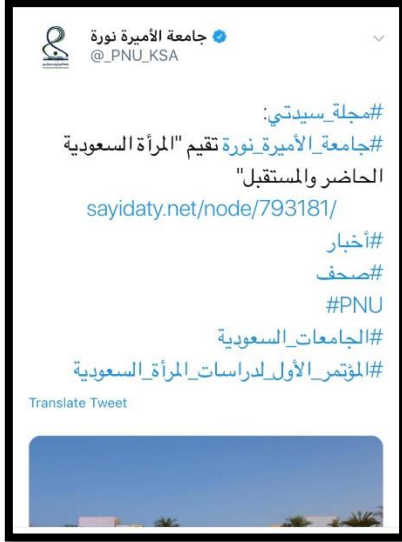 جامعة الأميرة نورة
@_PNU_KSA
#مجلة_سيدتي:
#جامعة_الأميرة_نورة تقيم "المرأة السعودية
الحاضر والمستقبل"
sayidaty.net/node/793181/
#أخبار
#صحف
#PNU
#الجامعات_السعودية
#المؤتمر_الأول_لدراسات_المرأة_السعودية
Translate Tweet